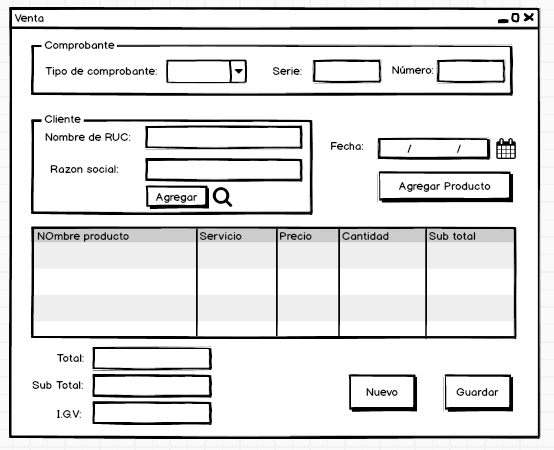 Venta
Comprobante
Tipo de comprobante: Serie: Número:
Cliente
Nombre de RUC:
Razon social:
Agregar
Fecha: / /
Agregar Producto
NOmbre producto Servicio Precio Cantidad Sub total
Total:
Sub Total:
I.G.V:
Nuevo Guardar